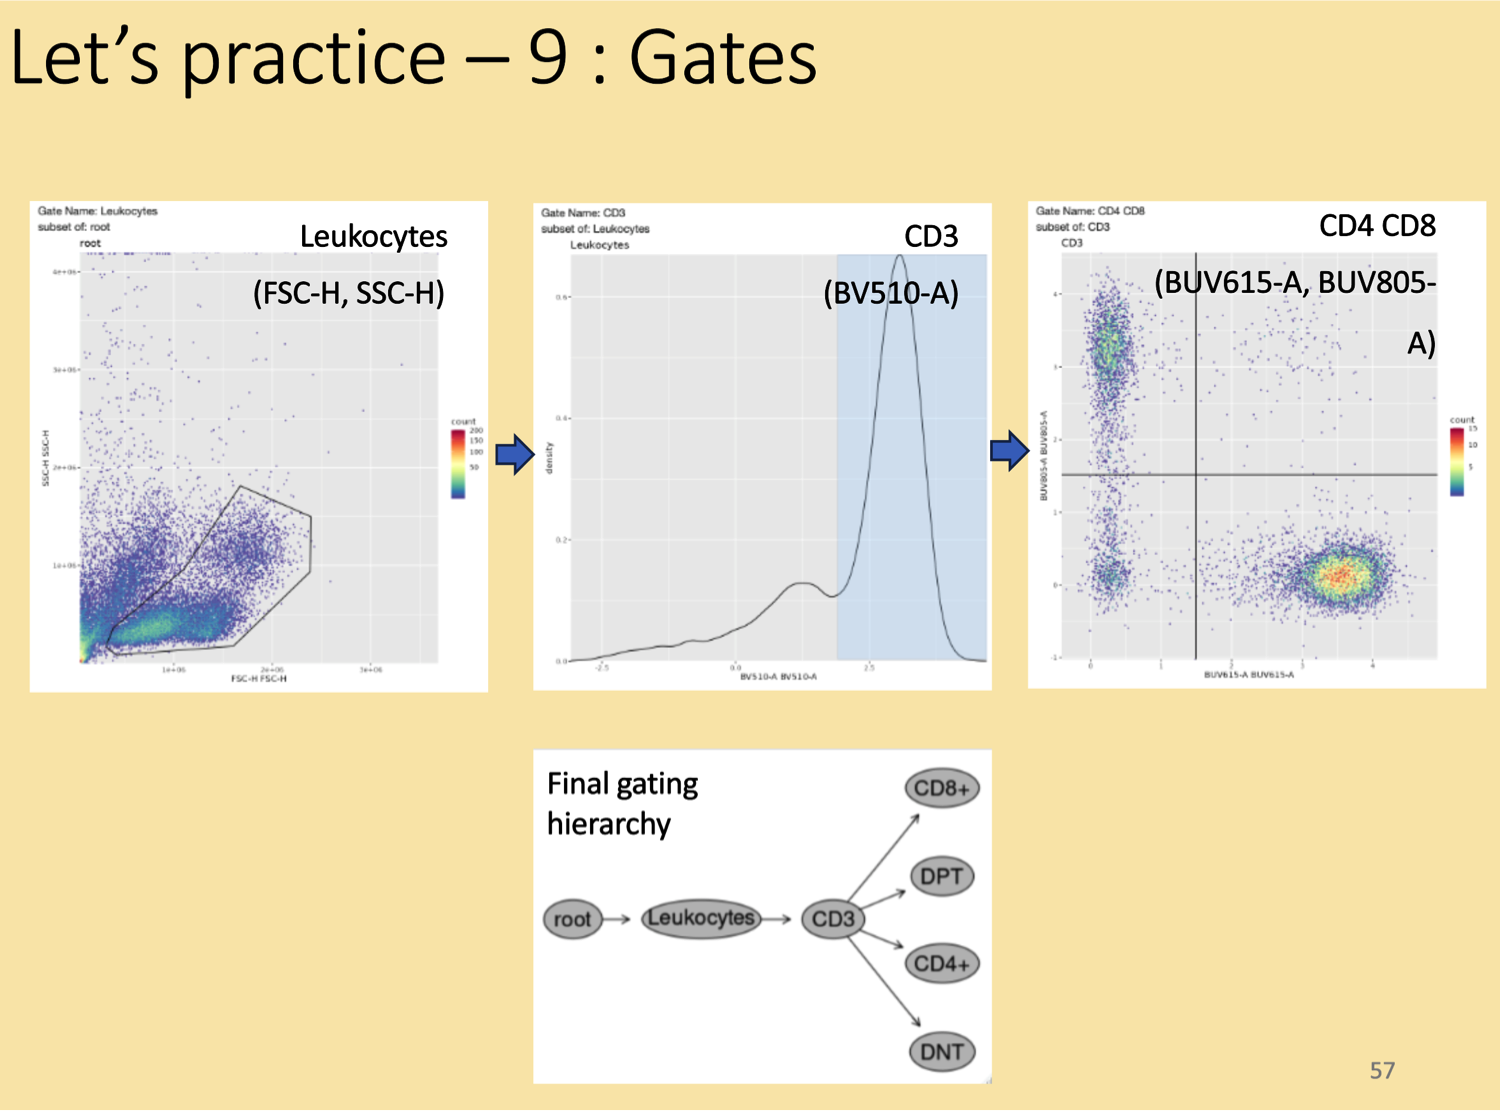 Let's practice – 9 : Gates
Gate Name: Leukocytes
subset of: root
root
Leukocytes
(FSC-H, SSC-H)
4e+06
3e+06
2e+06
1e+06
SSC-H SSC-H
1e+06 2e+06 3e+06
FSC-H FSC-H
count
200
150
100
50
Gate Name: CD3
subset of: Leukocytes
Leukocytes
CD3
(BV510-A)
0.6
0.4
0.2
0.0
density
-2.5 0.0 2.5
BV510-A BV510-A
Gate Name: CD4 CD8
subset of: CD3
CD3
CD4 CD8
(BUV615-A, BUV805-
A)
4
3
2
1
0
-1
BUV805-A BUV805-A
0 1 2 3 4
BUV615-A BUV615-A
count
15
10
5
Final gating
hierarchy
root
Leukocytes
CD3
CD8+
DPT
CD4+
DNT
57